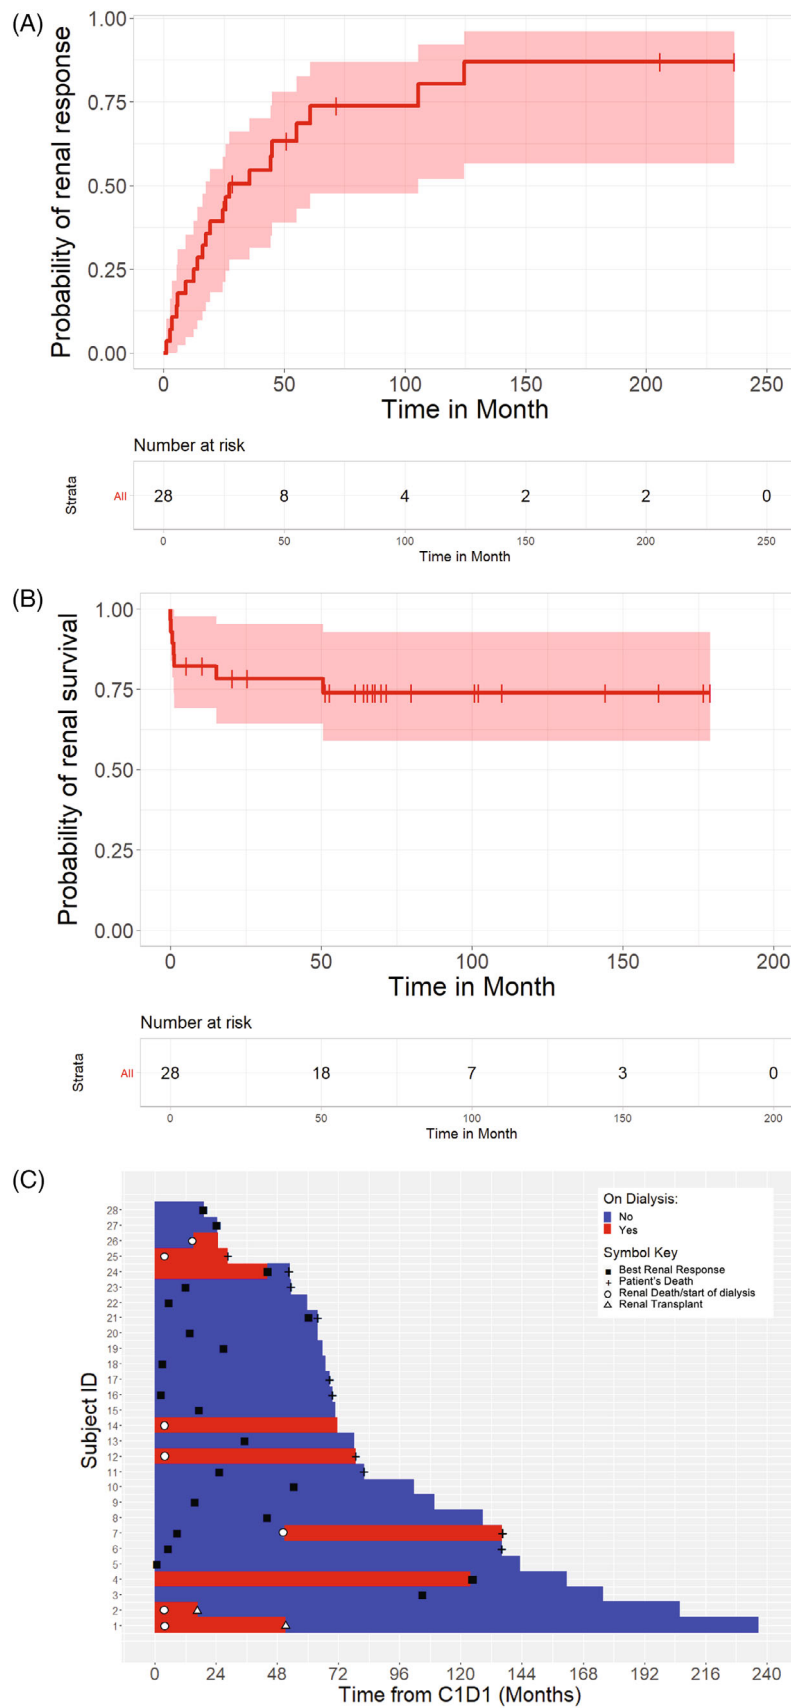 (A)
Probability of renal response
1.00
0.75
0.50
0.25
0.00
0 50 100 150 200 250
Time in Month
Number at risk
Strata
All 28 8 4 2 2 0
0 50 100 150 200 250
Time in Month
(B)
Probability of renal survival
1.00
0.75
0.50
0.25
0.00
0 50 100 150 200
Time in Month
Number at risk
Strata
All 28 18 7 3 0
0 50 100 150 200
Time in Month
(C)
On Dialysis:
No
Yes
Symbol Key
Best Renal Response
Patient's Death
Renal Death/start of dialysis
Renal Transplant
Subject ID
28
27
26
25
24
23
22
21
20
19
18
17
16
15
14
13
12
11
10
9
8
7
6
5
4
3
2
1
0 24 48 72 96 120 144 168 192 216 240
Time from C1D1 (Months)